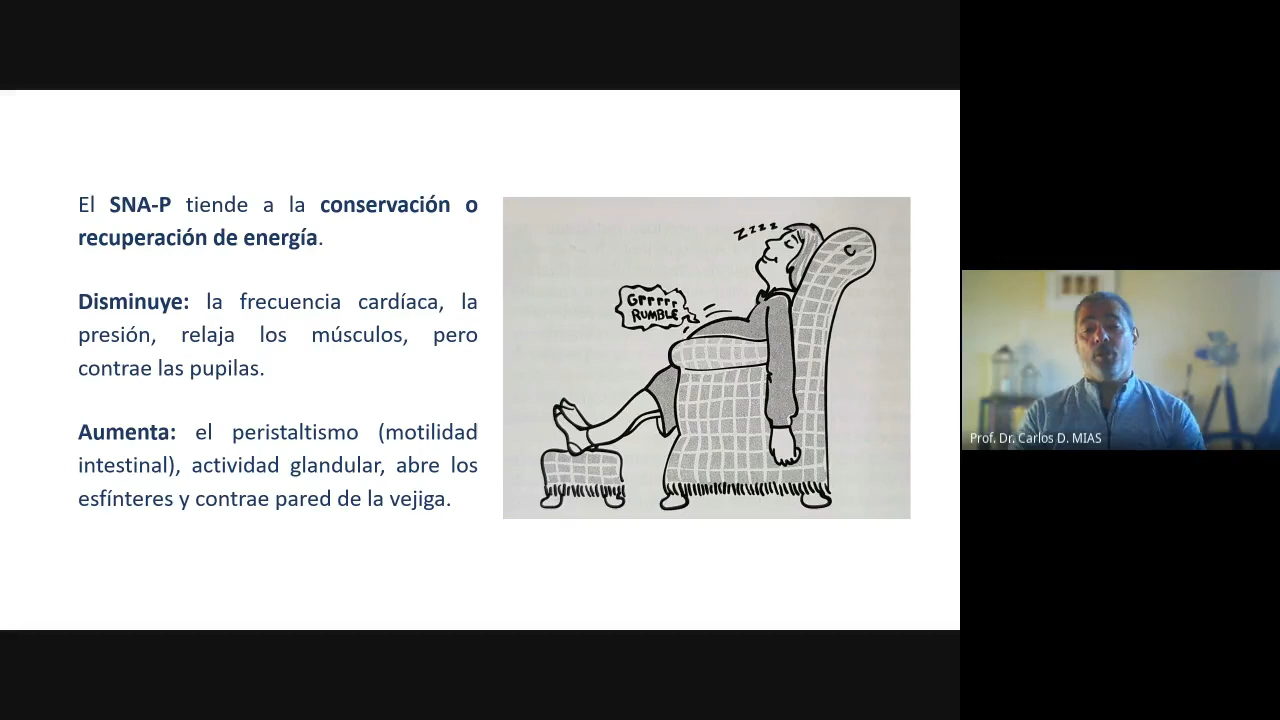 El SNA-P tiende a la conservación o
recuperación de energía.
Disminuye: la frecuencia cardíaca, la
presión, relaja los músculos, pero
contrae las pupilas.
Aumenta: el peristaltismo (motilidad
intestinal), actividad glandular, abre los
esfínteres y contrae pared de la vejiga.
zzzz
Grrrrr
RUMBLE
Prof. Dr. Carlos D. MIAS